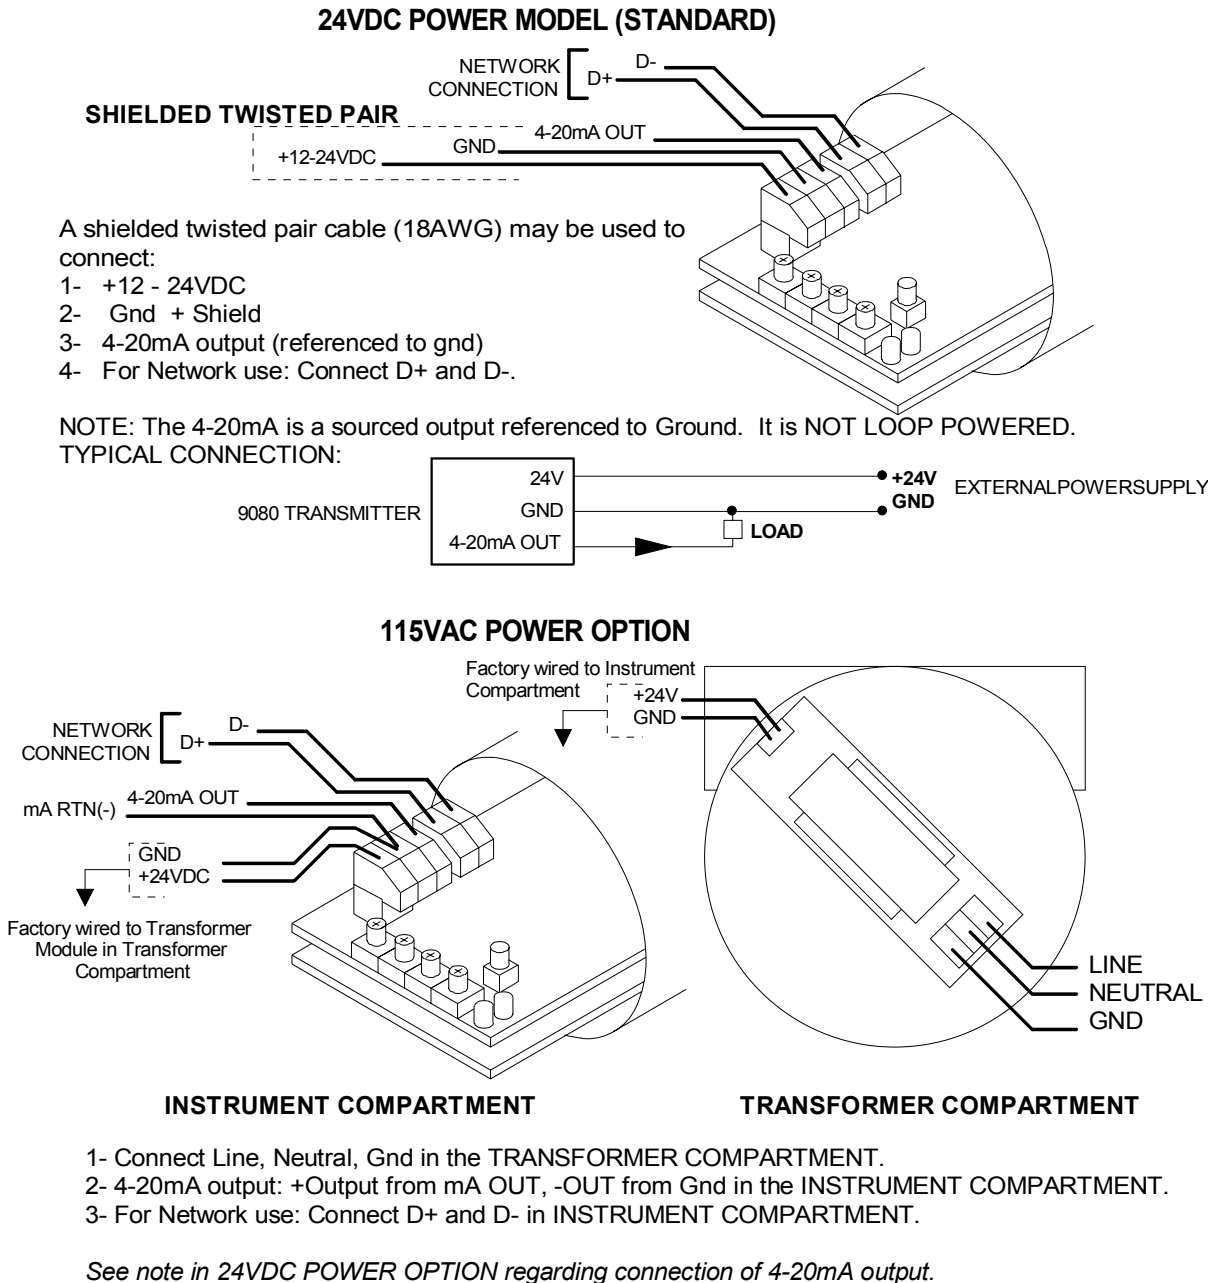 24VDC POWER MODEL (STANDARD)
NETWORK
CONNECTION
D-
D+
SHIELDED TWISTED PAIR
4-20mA OUT
GND
+12-24VDC
A shielded twisted pair cable (18AWG) may be used to
connect:
1- +12 - 24VDC
2- Gnd + Shield
3- 4-20mA output (referenced to gnd)
4- For Network use: Connect D+ and D-.
NOTE: The 4-20mA is a sourced output referenced to Ground. It is NOT LOOP POWERED.
TYPICAL CONNECTION:
9080 TRANSMITTER
24V
GND
4-20mA OUT
LOAD
+24V
GND
EXTERNALPOWERSUPPLY
115VAC POWER OPTION
Factory wired to Instrument
Compartment
+24V
GND
NETWORK
CONNECTION
D-
D+
4-20mA OUT
mA RTN(-)
GND
+24VDC
Factory wired to Transformer
Module in Transformer
Compartment
LINE
NEUTRAL
GND
INSTRUMENT COMPARTMENT
TRANSFORMER COMPARTMENT
1- Connect Line, Neutral, Gnd in the TRANSFORMER COMPARTMENT.
2- 4-20mA output: +Output from mA OUT, -OUT from Gnd in the INSTRUMENT COMPARTMENT.
3- For Network use: Connect D+ and D- in INSTRUMENT COMPARTMENT.
See note in 24VDC POWER OPTION regarding connection of 4-20mA output.